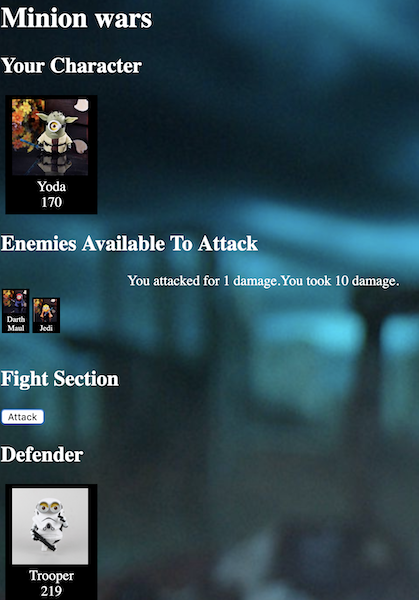 Minion wars
Your Character
Yoda
170
Enemies Available To Attack
You attacked for 1 damage.You took 10 damage.
Darth
Maul
Jedi
Fight Section
Attack
Defender
Trooper
219